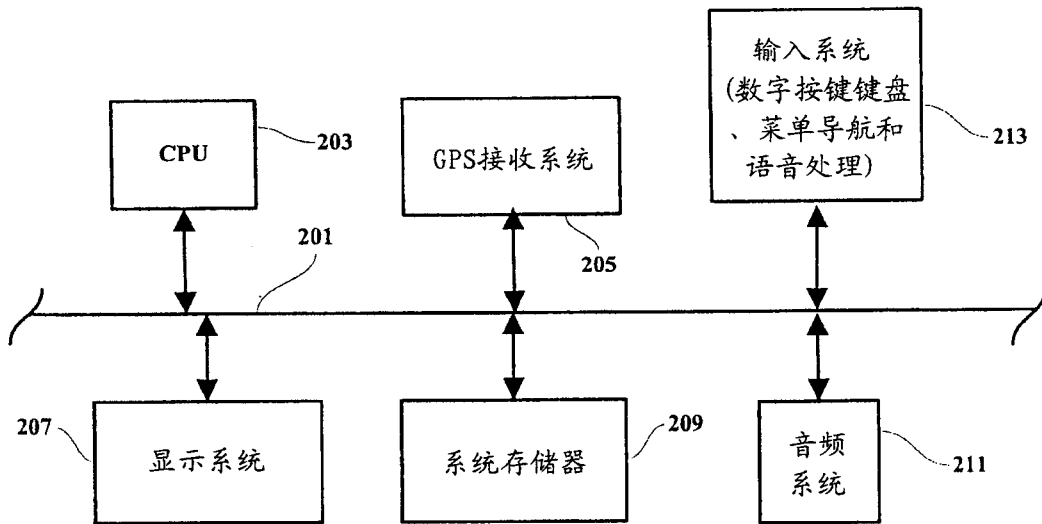 输入系统
(数字按键键盘
、菜单导航和
语音处理)
213
CPU
203
GPS接收系统
205
201
207
显示系统
系统存储器
209
音频
系统
211